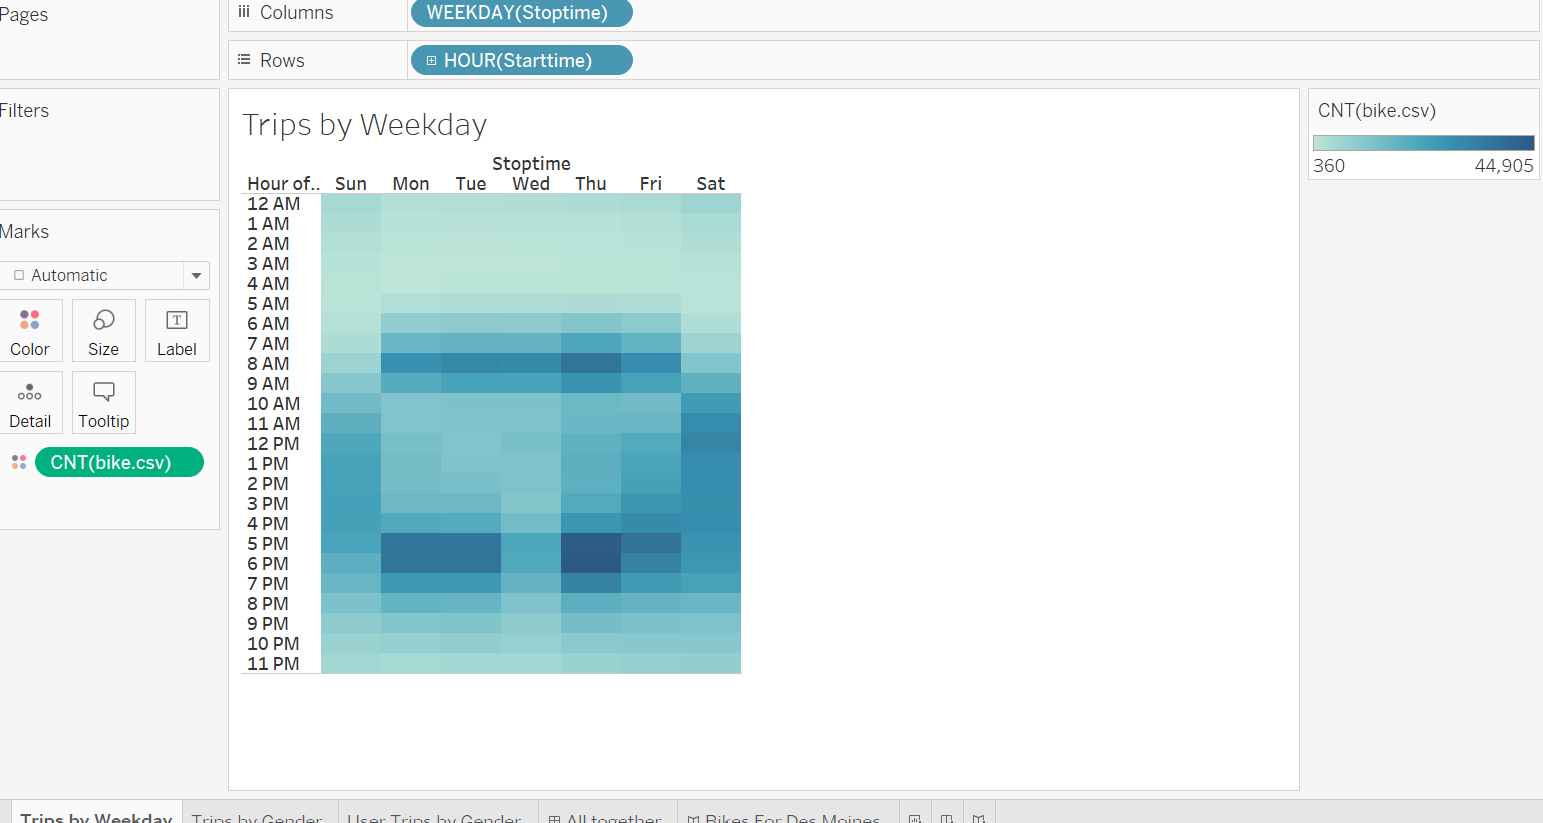 Pages
Columns
WEEKDAY(Stoptime)
Rows
HOUR(Starttime)
Filters
Marks
Automatic
Color
Size
Label
Detail
Tooltip
CNT(bike.csv)
Trips by Weekday
Stoptime
Hour of.. Sun Mon Tue Wed Thu Fri Sat
12 AM
1 AM
2 AM
3 AM
4 AM
5 AM
6 AM
7 AM
8 AM
9 AM
10 AM
11 AM
12 PM
1 PM
2 PM
3 PM
4 PM
5 PM
6 PM
7 PM
8 PM
9 PM
10 PM
11 PM
CNT(bike.csv)
360 44,905
Trips by Weekday Trips by Gender User Trips by Gender All together Bikes For Des Moines